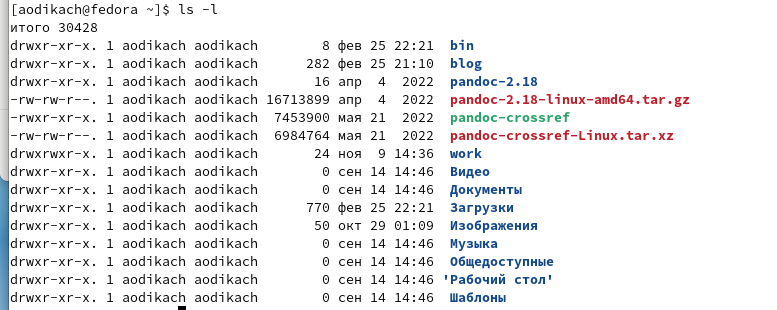 [aodikach@fedora ~]$ ls -l
итого 30428
drwxr-xr-x. 1 aodikach aodikach        8 фев 25 22:21  bin
drwxr-xr-x. 1 aodikach aodikach      282 фев 25 21:10  blog
drwxr-xr-x. 1 aodikach aodikach       16 апр  4  2022  pandoc-2.18
-rw-rw-r--. 1 aodikach aodikach 16713899 апр  4  2022  pandoc-2.18-linux-amd64.tar.gz
-rwxr-xr-x. 1 aodikach aodikach  7453900 мая 21  2022  pandoc-crossref
-rw-rw-r--. 1 aodikach aodikach  6984764 мая 21  2022  pandoc-crossref-Linux.tar.xz
drwxrwxr-x. 1 aodikach aodikach       24 ноя  9 14:36  work
drwxr-xr-x. 1 aodikach aodikach        0 сен 14 14:46  Видео
drwxr-xr-x. 1 aodikach aodikach        0 сен 14 14:46  Документы
drwxr-xr-x. 1 aodikach aodikach      770 фев 25 22:21  Загрузки
drwxr-xr-x. 1 aodikach aodikach       50 окт 29 01:09  Изображения
drwxr-xr-x. 1 aodikach aodikach        0 сен 14 14:46  Музыка
drwxr-xr-x. 1 aodikach aodikach        0 сен 14 14:46  Общедоступные
drwxr-xr-x. 1 aodikach aodikach        0 сен 14 14:46 'Рабочий стол'
drwxr-xr-x. 1 aodikach aodikach        0 сен 14 14:46  Шаблоны